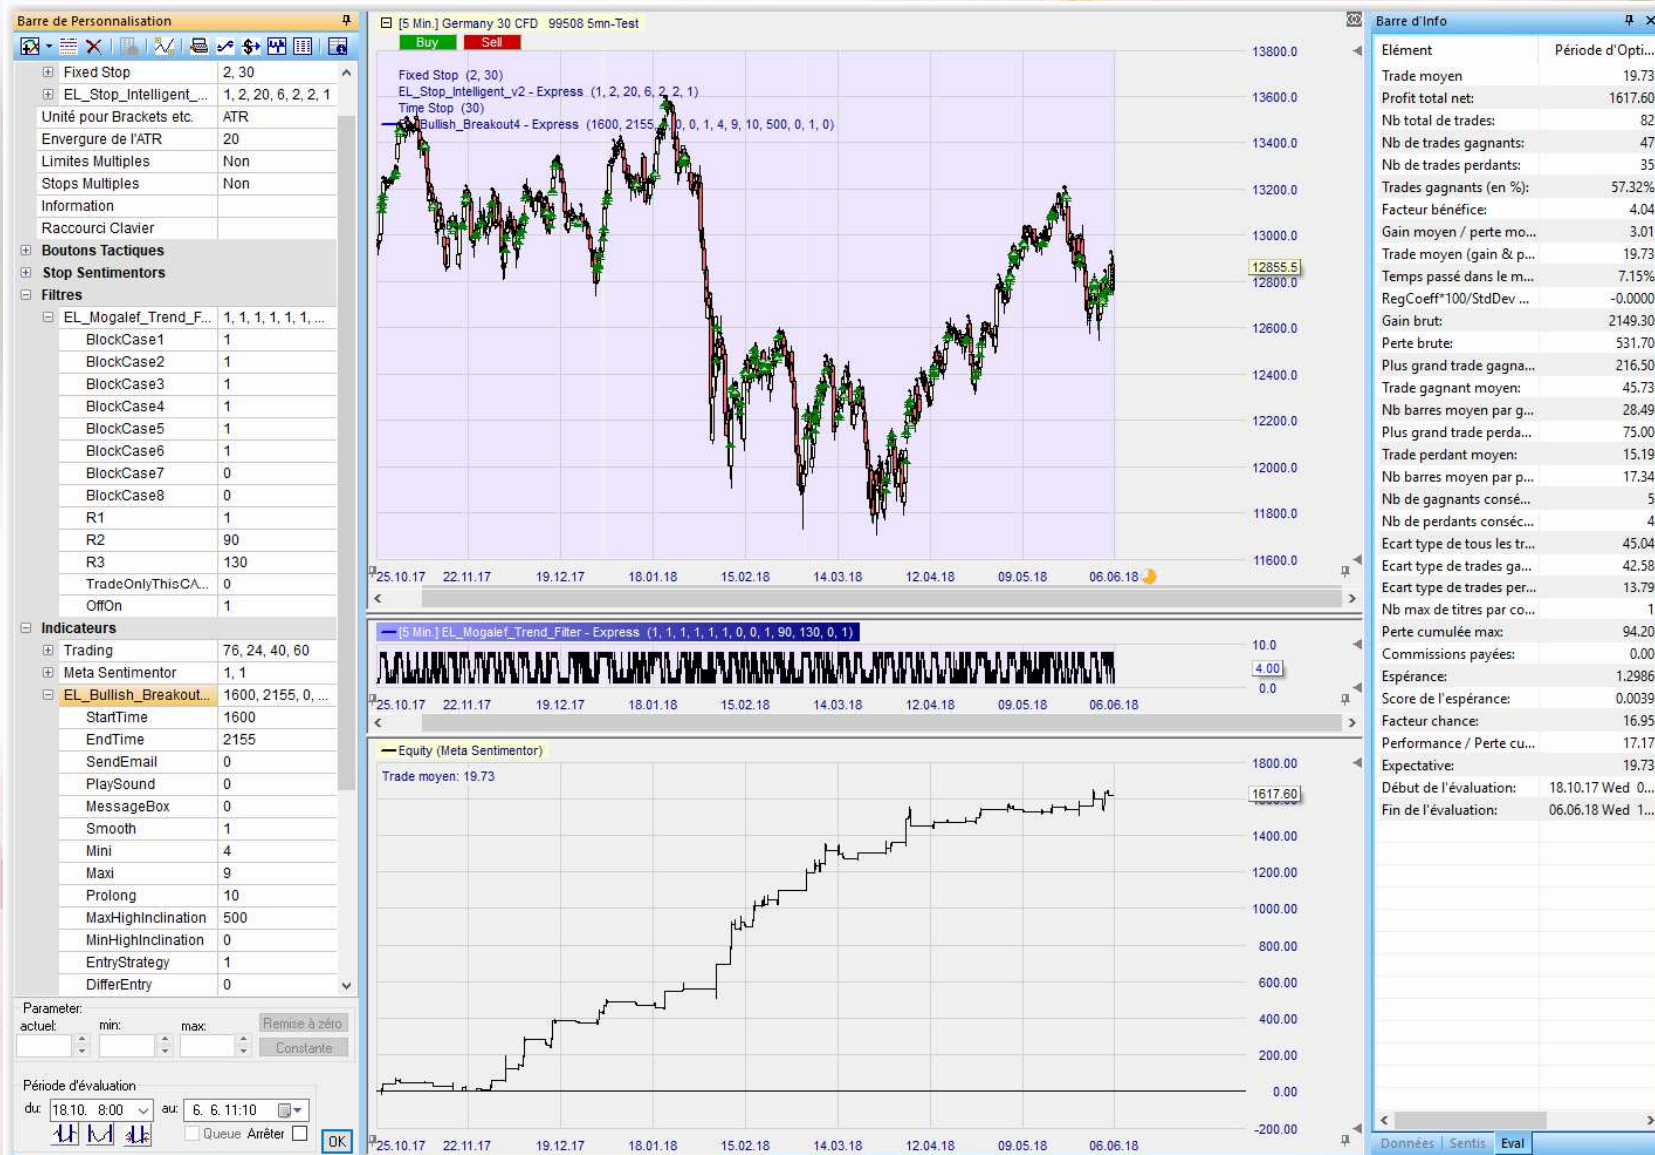 Barre de Personnalisation
Fixed Stop 2, 30
EL_Stop_Intelligent_... 1, 2, 20, 6, 2, 2, 1
Unité pour Brackets etc. ATR
Envergure de l'ATR 20
Limites Multiples Non
Stops Multiples Non
Information
Raccourci Clavier
Boutons Tactiques
Stop Sentimentors
Filtres
EL_Mogalef_Trend_F... 1, 1, 1, 1, 1, 1, ...
BlockCase1 1
BlockCase2 1
BlockCase3 1
BlockCase4 1
BlockCase5 1
BlockCase6 1
BlockCase7 0
BlockCase8 0
R1 1
R2 90
R3 130
TradeOnlyThisCA... 0
OffOn 1
Indicateurs
Trading 76, 24, 40, 60
Meta Sentimentor 1, 1
EL_Bullish_Breakout... 1600, 2155, 0, ...
StartTime 1600
EndTime 2155
SendEmail 0
PlaySound 0
MessageBox 0
Smooth 1
Mini 4
Maxi 9
Prolong 10
MaxHighInclination 500
MinHighInclination 0
EntryStrategy 1
DifferEntry 0
Parameter:
actuel: min: max: Remise à zéro
Constante
Période d'évaluation
du: 18.10. 8:00 au: 6. 6. 11:10
Queue Arrêter OK
[5 Min.] Germany 30 CFD 99508 5mn-Test
Buy Sell
Fixed Stop (2, 30)
EL_Stop_Intelligent_v2 - Express (1, 2, 20, 6, 2, 2, 1)
Time Stop (30)
Bullish_Breakout4 - Express (1600, 2155, 0, 0, 1, 4, 9, 10, 500, 0, 1, 0)
13800.0
13600.0
13400.0
13200.0
13000.0
12855.5
12800.0
12600.0
12400.0
12200.0
12000.0
11800.0
11600.0
25.10.17 22.11.17 19.12.17 18.01.18 15.02.18 14.03.18 12.04.18 09.05.18 06.06.18
[5 Min.] EL_Mogalef_Trend_Filter - Express (1, 1, 1, 1, 1, 1, 0, 0, 1, 90, 130, 0, 1)
10.0
4.00
0.0
25.10.17 22.11.17 19.12.17 18.01.18 15.02.18 14.03.18 12.04.18 09.05.18 06.06.18
Equity (Meta Sentimentor)
Trade moyen: 19.73
1800.00
1617.60
1400.00
1200.00
1000.00
800.00
600.00
400.00
200.00
0.00
-200.00
25.10.17 22.11.17 19.12.17 18.01.18 15.02.18 14.03.18 12.04.18 09.05.18 06.06.18
Barre d'Info
Elément Période d'Opti...
Trade moyen 19.73
Profit total net: 1617.60
Nb total de trades: 82
Nb de trades gagnants: 47
Nb de trades perdants: 35
Trades gagnants (en %): 57.32%
Facteur bénéfice: 4.04
Gain moyen / perte mo... 3.01
Trade moyen (gain & p... 19.73
Temps passé dans le m... 7.15%
RegCoeff*100/StdDev ... -0.0000
Gain brut: 2149.30
Perte brute: 531.70
Plus grand trade gagna... 216.50
Trade gagnant moyen: 45.73
Nb barres moyen par g... 28.49
Plus grand trade perda... 75.00
Trade perdant moyen: 15.19
Nb barres moyen par p... 17.34
Nb de gagnants consé... 5
Nb de perdants conséc... 4
Ecart type de tous les tr... 45.04
Ecart type de trades ga... 42.58
Ecart type de trades per... 13.79
Nb max de titres par co... 1
Perte cumulée max: 94.20
Commissions payées: 0.00
Espérance: 1.2986
Score de l'espérance: 0.0039
Facteur chance: 16.95
Performance / Perte cu... 17.17
Expectative: 19.73
Début de l'évaluation: 18.10.17 Wed 0...
Fin de l'évaluation: 06.06.18 Wed 1...
Données Sentis Eval